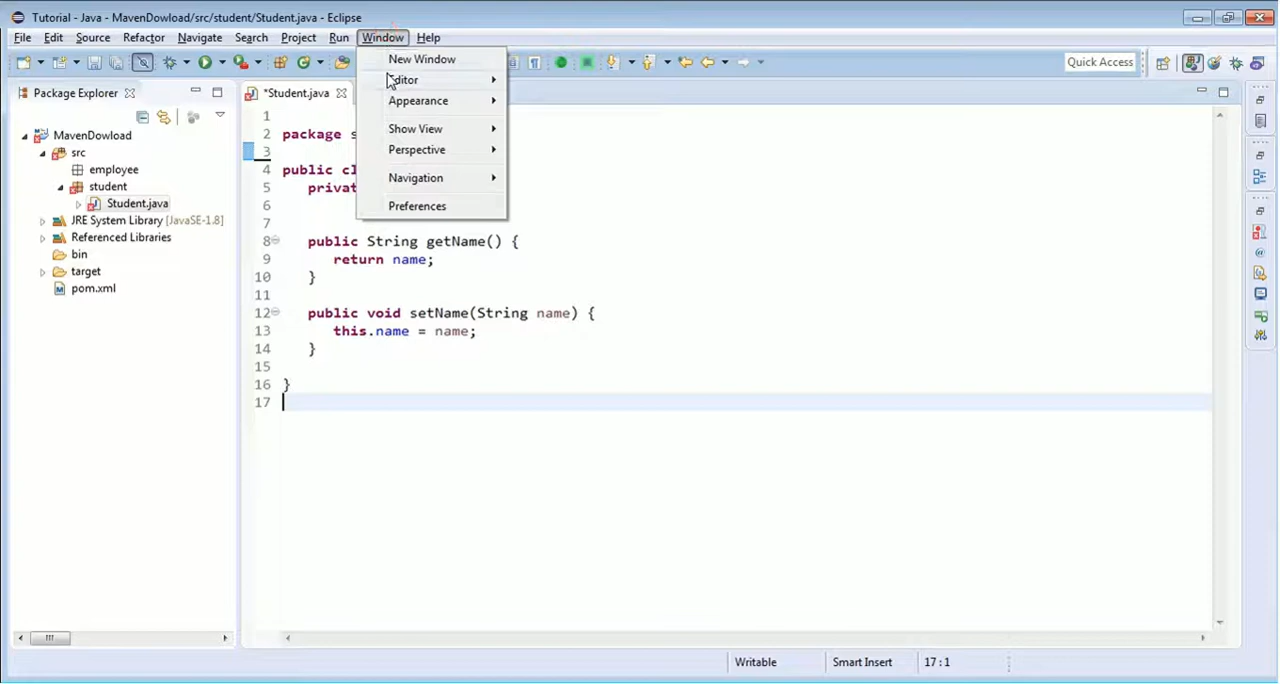 Tutorial - Java - MavenDowload/src/student/Student.java - Eclipse
File Edit Source Refactor Navigate Search Project Run Window Help
Quick Access
Package Explorer
*Student.java
New Window
Editor
Appearance
Show View
Perspective
Navigation
Preferences
MavenDowload
src
employee
student
Student.java
JRE System Library [JavaSE-1.8]
Referenced Libraries
bin
target
pom.xml
1
2 package s
3
4 public cl
5 privat
6
7
8 public String getName() {
9 return name;
10 }
11
12 public void setName(String name) {
13 this.name = name;
14 }
15
16 }
17
Writable Smart Insert 17 : 1